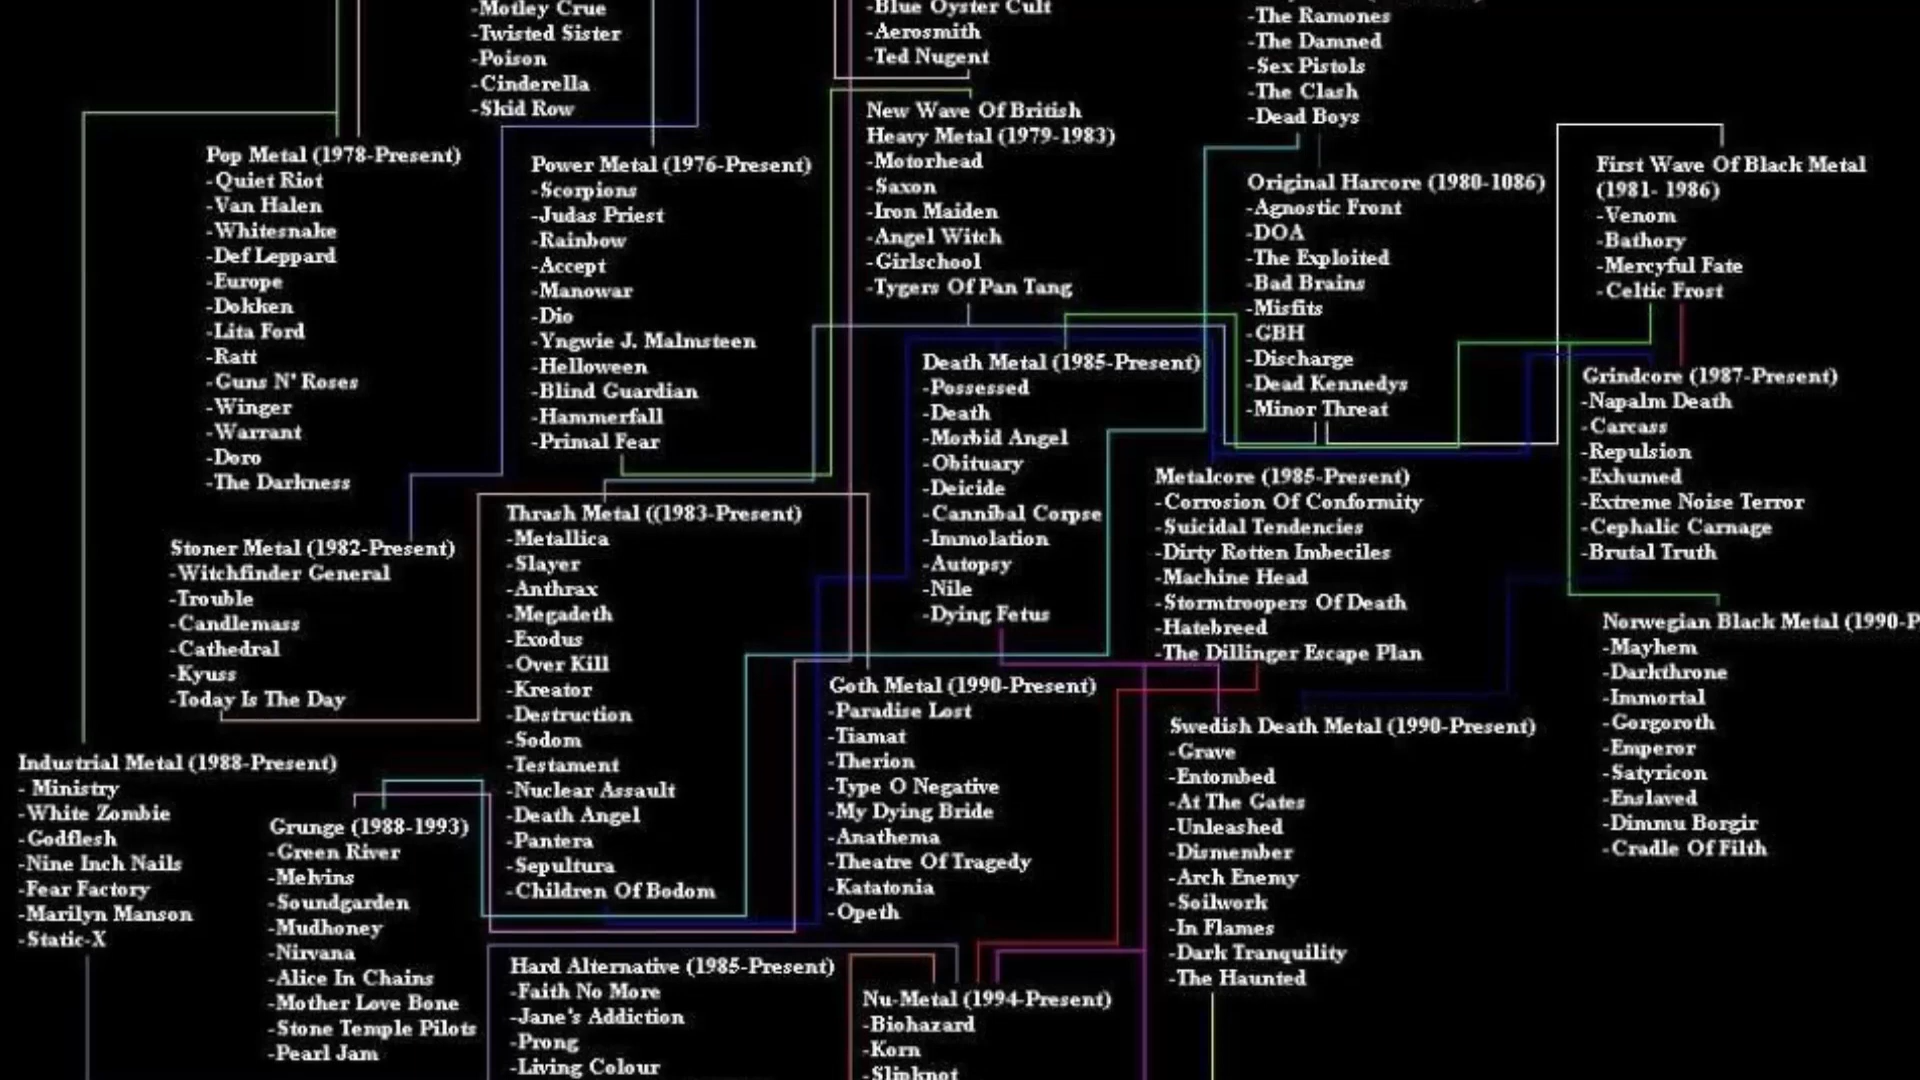 -Motley Crue
-Twisted Sister
-Poison
-Cinderella
-Skid Row
-Blue Oyster Cult
-Aerosmith
-Ted Nugent
-The Ramones
-The Damned
-Sex Pistols
-The Clash
-Dead Boys
Pop Metal (1978-Present)
-Quiet Riot
-Van Halen
-Whitesnake
-Def Leppard
-Europe
-Dokken
-Lita Ford
-Ratt
-Guns N' Roses
-Winger
-Warrant
-Doro
-The Darkness
Power Metal (1976-Present)
-Scorpions
-Judas Priest
-Rainbow
-Accept
-Manowar
-Dio
-Yngwie J. Malmsteen
-Helloween
-Blind Guardian
-Hammerfall
-Primal Fear
New Wave Of British
Heavy Metal (1979-1983)
-Motorhead
-Saxon
-Iron Maiden
-Angel Witch
-Girlschool
-Tygers Of Pan Tang
Original Harcore (1980-1086)
-Agnostic Front
-DOA
-The Exploited
-Bad Brains
-Misfits
-GBH
-Discharge
-Dead Kennedys
-Minor Threat
First Wave Of Black Metal
(1981- 1986)
-Venom
-Bathory
-Mercyful Fate
-Celtic Frost
Death Metal (1985-Present)
-Possessed
-Death
-Morbid Angel
-Obituary
-Deicide
-Cannibal Corpse
-Immolation
-Autopsy
-Nile
-Dying Fetus
Grindcore (1987-Present)
-Napalm Death
-Carcass
-Repulsion
-Exhumed
-Extreme Noise Terror
-Cephalic Carnage
-Brutal Truth
Metalcore (1985-Present)
-Corrosion Of Conformity
-Suicidal Tendencies
-Dirty Rotten Imbeciles
-Machine Head
-Stormtroopers Of Death
-Hatebreed
-The Dillinger Escape Plan
Stoner Metal (1982-Present)
-Witchfinder General
-Trouble
-Candlemass
-Cathedral
-Kyuss
-Today Is The Day
Thrash Metal ((1983-Present)
-Metallica
-Slayer
-Anthrax
-Megadeth
-Exodus
-Over Kill
-Kreator
-Destruction
-Sodom
-Testament
-Nuclear Assault
-Death Angel
-Pantera
-Sepultura
-Children Of Bodom
Goth Metal (1990-Present)
-Paradise Lost
-Tiamat
-Therion
-Type O Negative
-My Dying Bride
-Anathema
-Theatre Of Tragedy
-Katatonia
-Opeth
Swedish Death Metal (1990-Present)
-Grave
-Entombed
-At The Gates
-Unleashed
-Dismember
-Arch Enemy
-Soilwork
-In Flames
-Dark Tranquility
-The Haunted
Norwegian Black Metal (1990-P
-Mayhem
-Darkthrone
-Immortal
-Gorgoroth
-Emperor
-Satyricon
-Enslaved
-Dimmu Borgir
-Cradle Of Filth
Industrial Metal (1988-Present)
- Ministry
-White Zombie
-Godflesh
-Nine Inch Nails
-Fear Factory
-Marilyn Manson
-Static-X
Grunge (1988-1993)
-Green River
-Melvins
-Soundgarden
-Mudhoney
-Nirvana
-Alice In Chains
-Mother Love Bone
-Stone Temple Pilots
-Pearl Jam
Hard Alternative (1985-Present)
-Faith No More
-Jane's Addiction
-Prong
-Living Colour
Nu-Metal (1994-Present)
-Biohazard
-Korn
-Slipknot